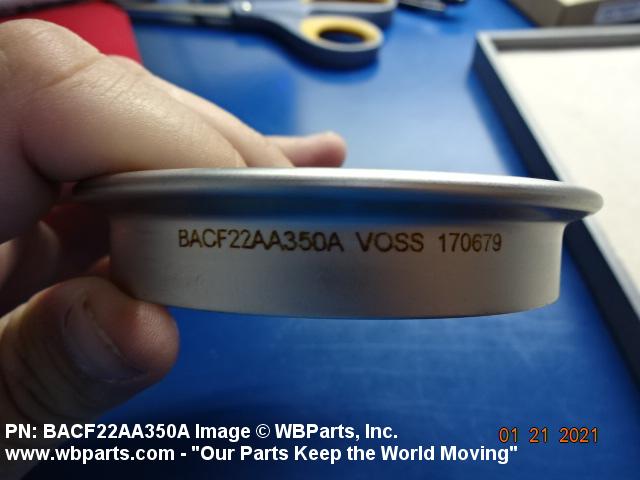 BACF22AA350A VOSS 170679
PN: BACF22AA350A Image © WBParts, Inc.
01 21 2021
www.wbparts.com - "Our Parts Keep the World Moving"